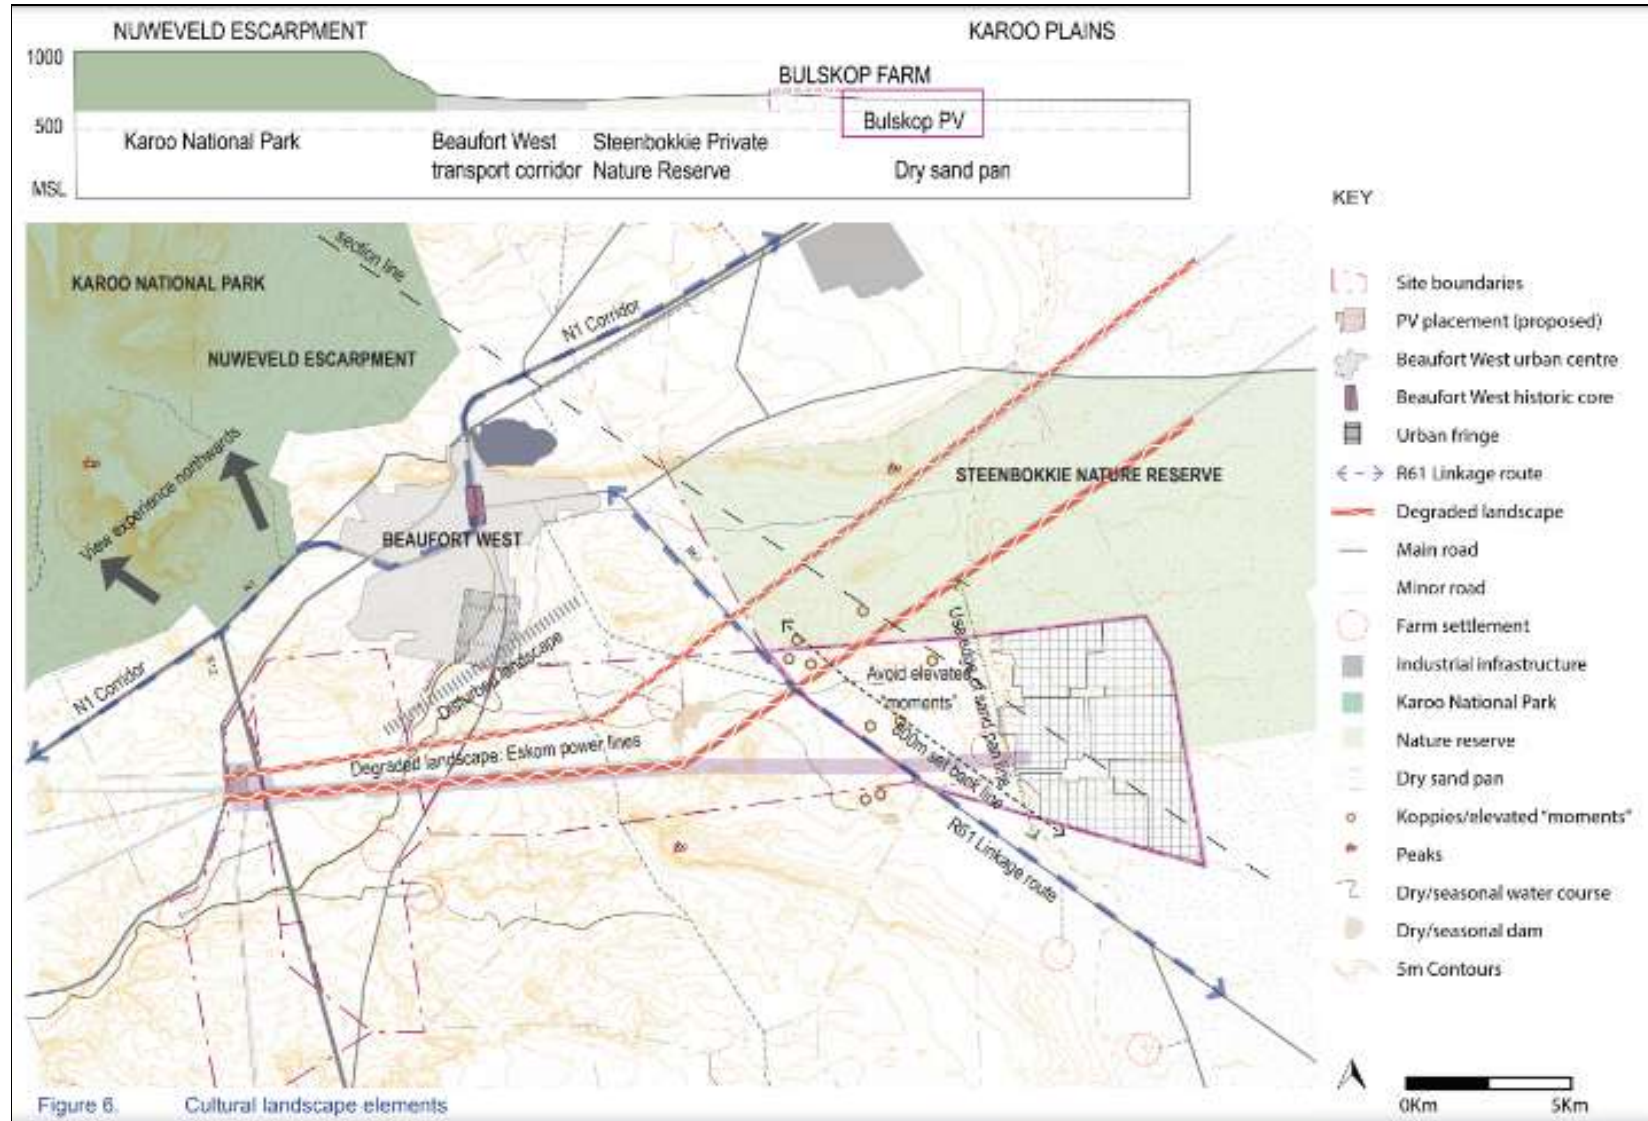 NUWEVELD ESCARPMENT
KAROO PLAINS
1000
BULSKOP FARM
500
Bulskop PV
Karoo National Park
Beaufort West
transport corridor
Steenbokkie Private
Nature Reserve
Dry sand pan
MSL
KEY
section line
KAROO NATIONAL PARK
N1 Corridor
NUWEVELD ESCARPMENT
View experience northwards
STEENBOKKIE NATURE RESERVE
BEAUFORT WEST
Disturbed landscape
N1 Corridor
Degraded landscape: Eskom power lines
Avoid elevated
"moments"
Use edge of sand pan line
800m set back line
R61 Linkage route
Site boundaries
PV placement (proposed)
Beaufort West urban centre
Beaufort West historic core
Urban fringe
R61 Linkage route
Degraded landscape
Main road
Minor road
Farm settlement
Industrial infrastructure
Karoo National Park
Nature reserve
Dry sand pan
Koppies/elevated "moments"
Peaks
Dry/seasonal water course
Dry/seasonal dam
5m Contours
0Km
5Km
Figure 6. Cultural landscape elements